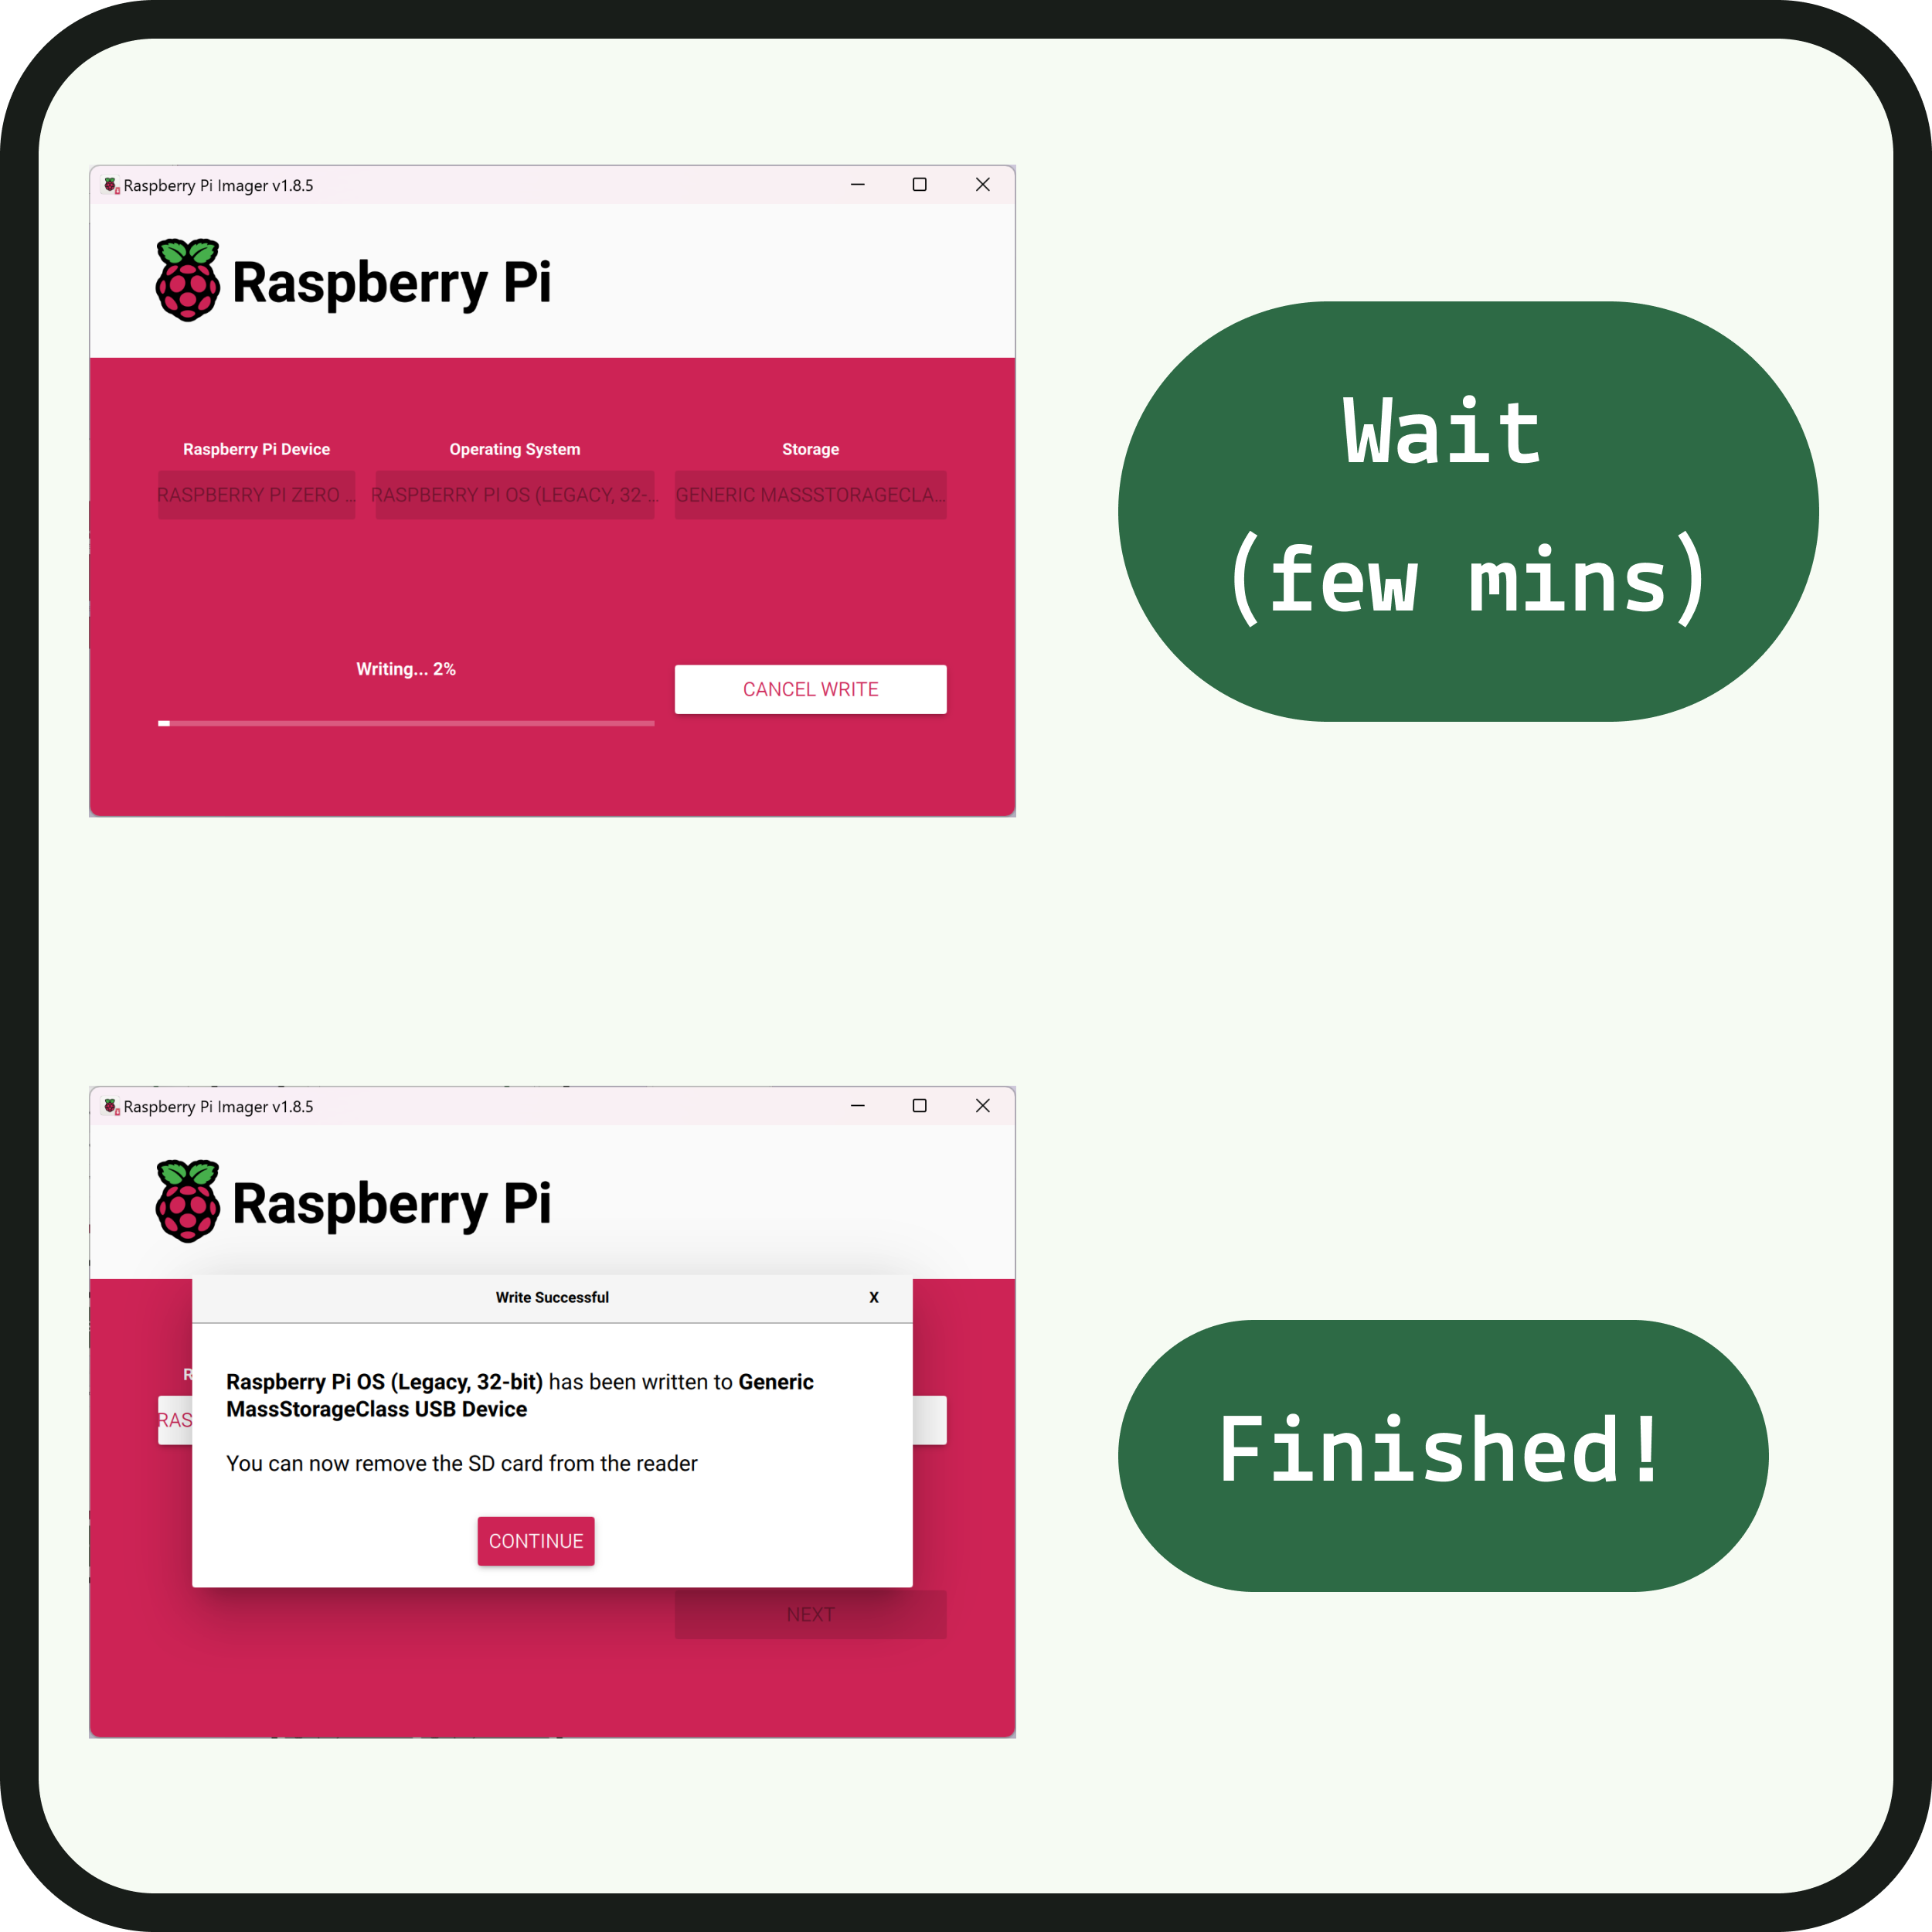 Raspberry Pi Imager v1.8.5
Raspberry Pi
Raspberry Pi Device Operating System Storage
RASPBERRY PI ZERO ... RASPBERRY PI OS (LEGACY, 32-... GENERIC MASSSTORAGECLA...
Writing... 2%
CANCEL WRITE
Wait
(few mins)
Raspberry Pi Imager v1.8.5
Raspberry Pi
Write Successful X
R
RAS
Raspberry Pi OS (Legacy, 32-bit) has been written to Generic
MassStorageClass USB Device
You can now remove the SD card from the reader
CONTINUE
NEXT
Finished!